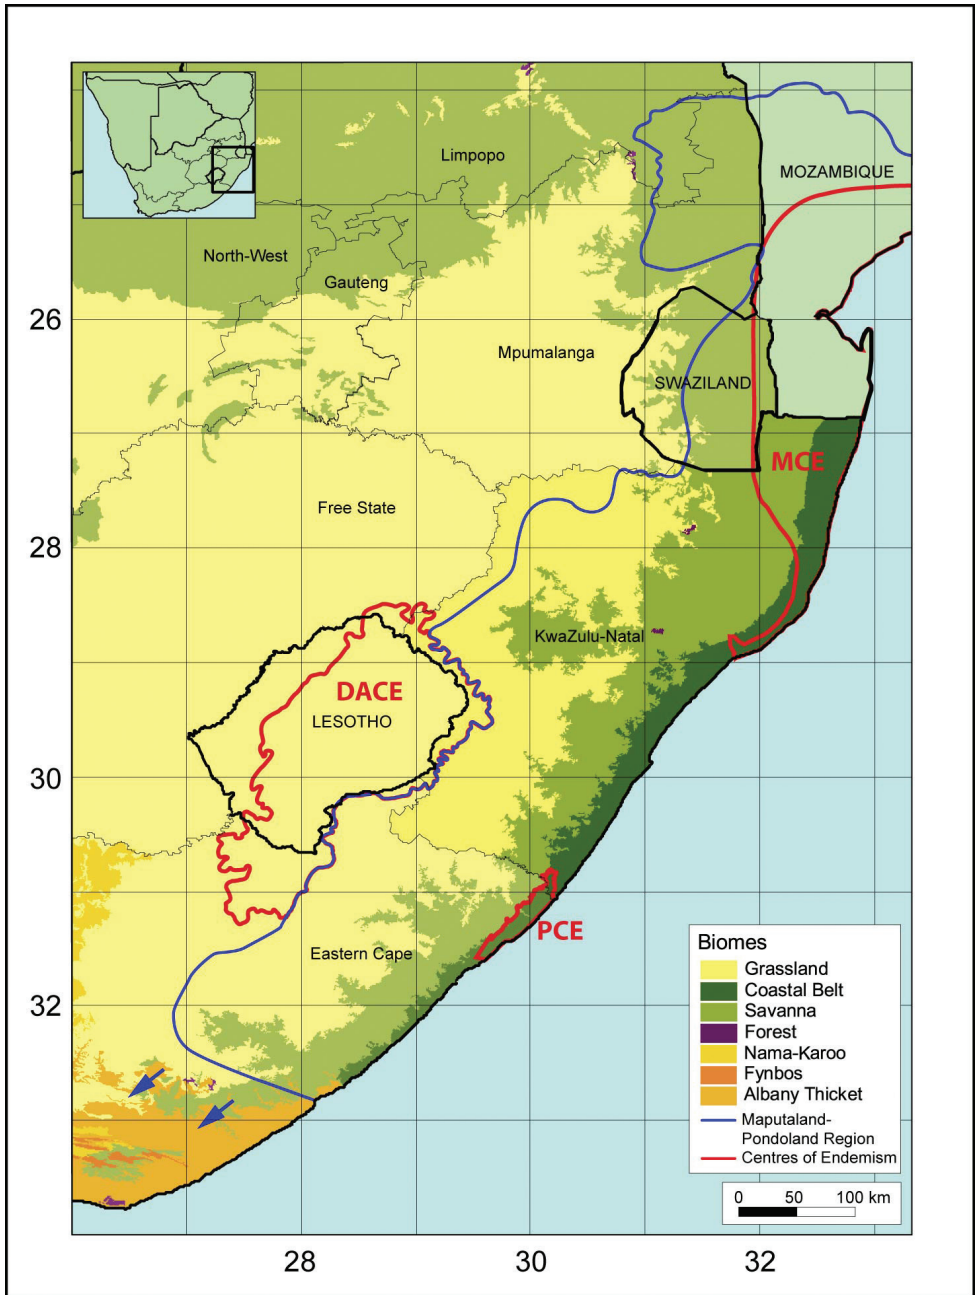 Limpopo
MOZAMBIQUE
North-West
Gauteng
26
Mpumalanga
SWAZILAND
MCE
Free State
28
KwaZulu-Natal
DACE
LESOTHO
30
PCE
Eastern Cape
Biomes
Grassland
Coastal Belt
Savanna
Forest
Nama-Karoo
Fynbos
Albany Thicket
Maputaland-
Pondoland Region
Centres of Endemism
32
0 50 100 km
28 30 32